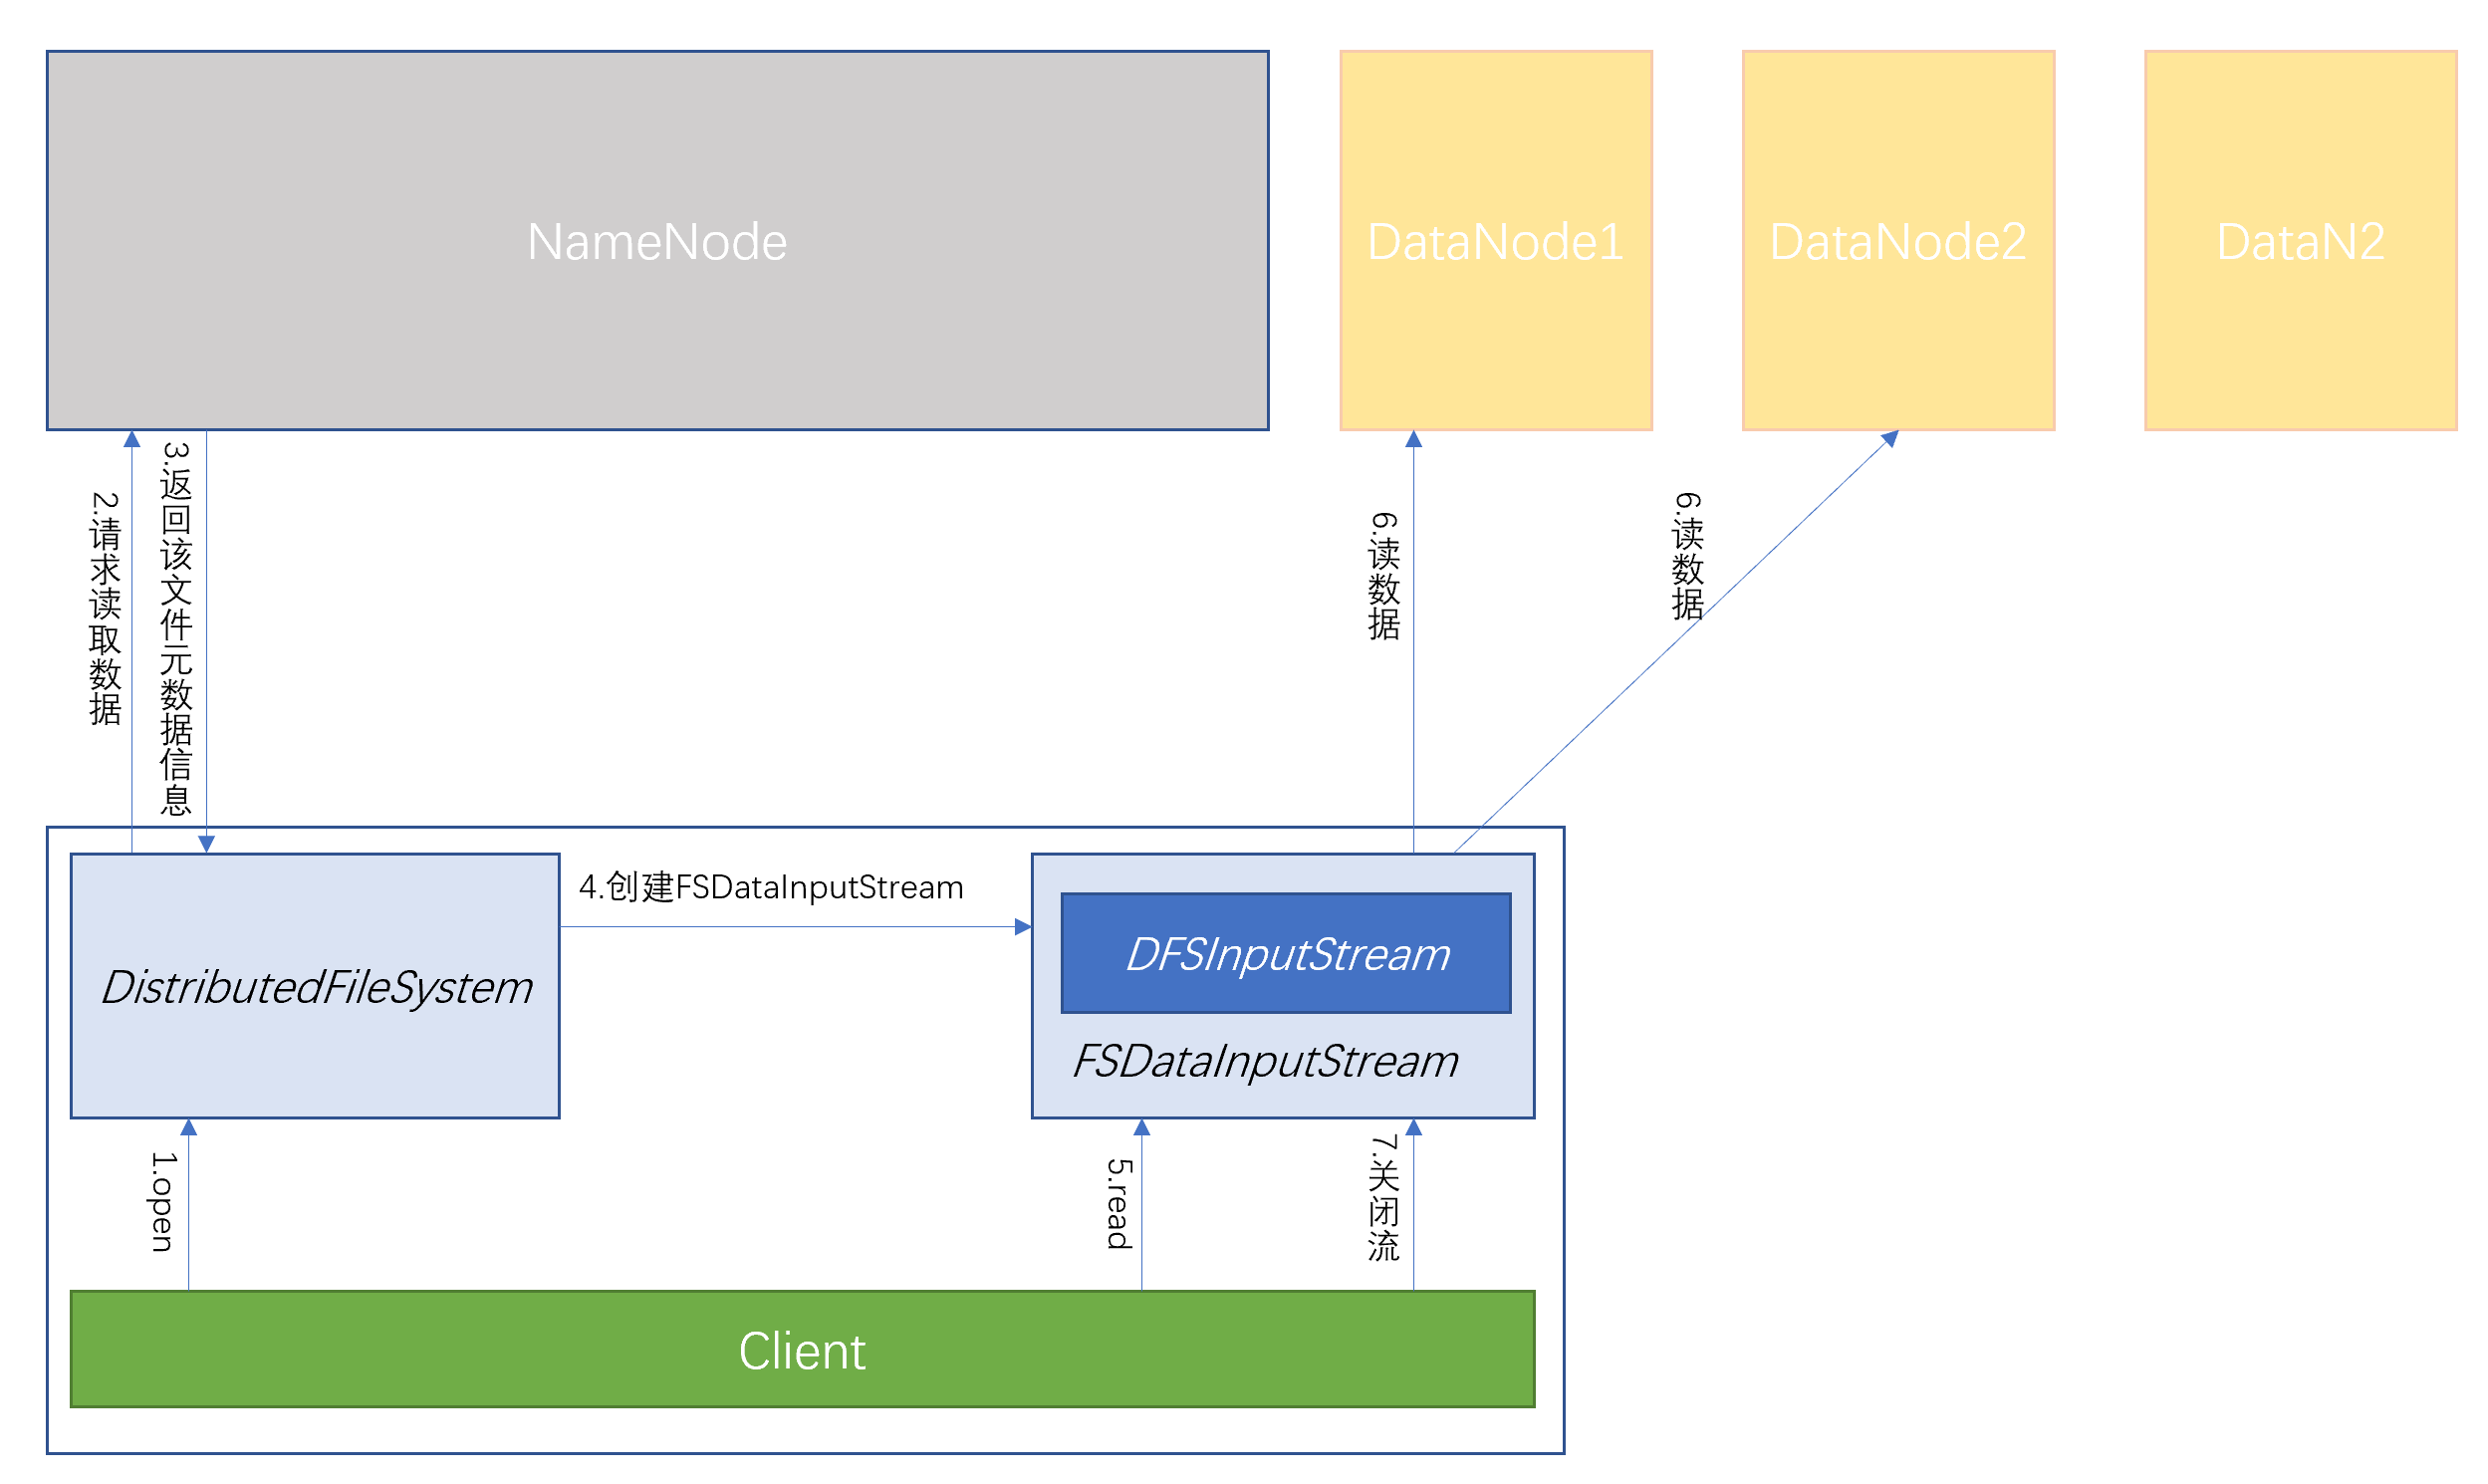 NameNode
DataNode1
DataNode2
DataN2
2.请求读取数据
3.返回该文件元数据信息
6.读数据
6.读数据
4.创建FSDataInputStream
DistributedFileSystem
DFSInputStream
FSDataInputStream
1.open
5.read
7.关闭流
Client